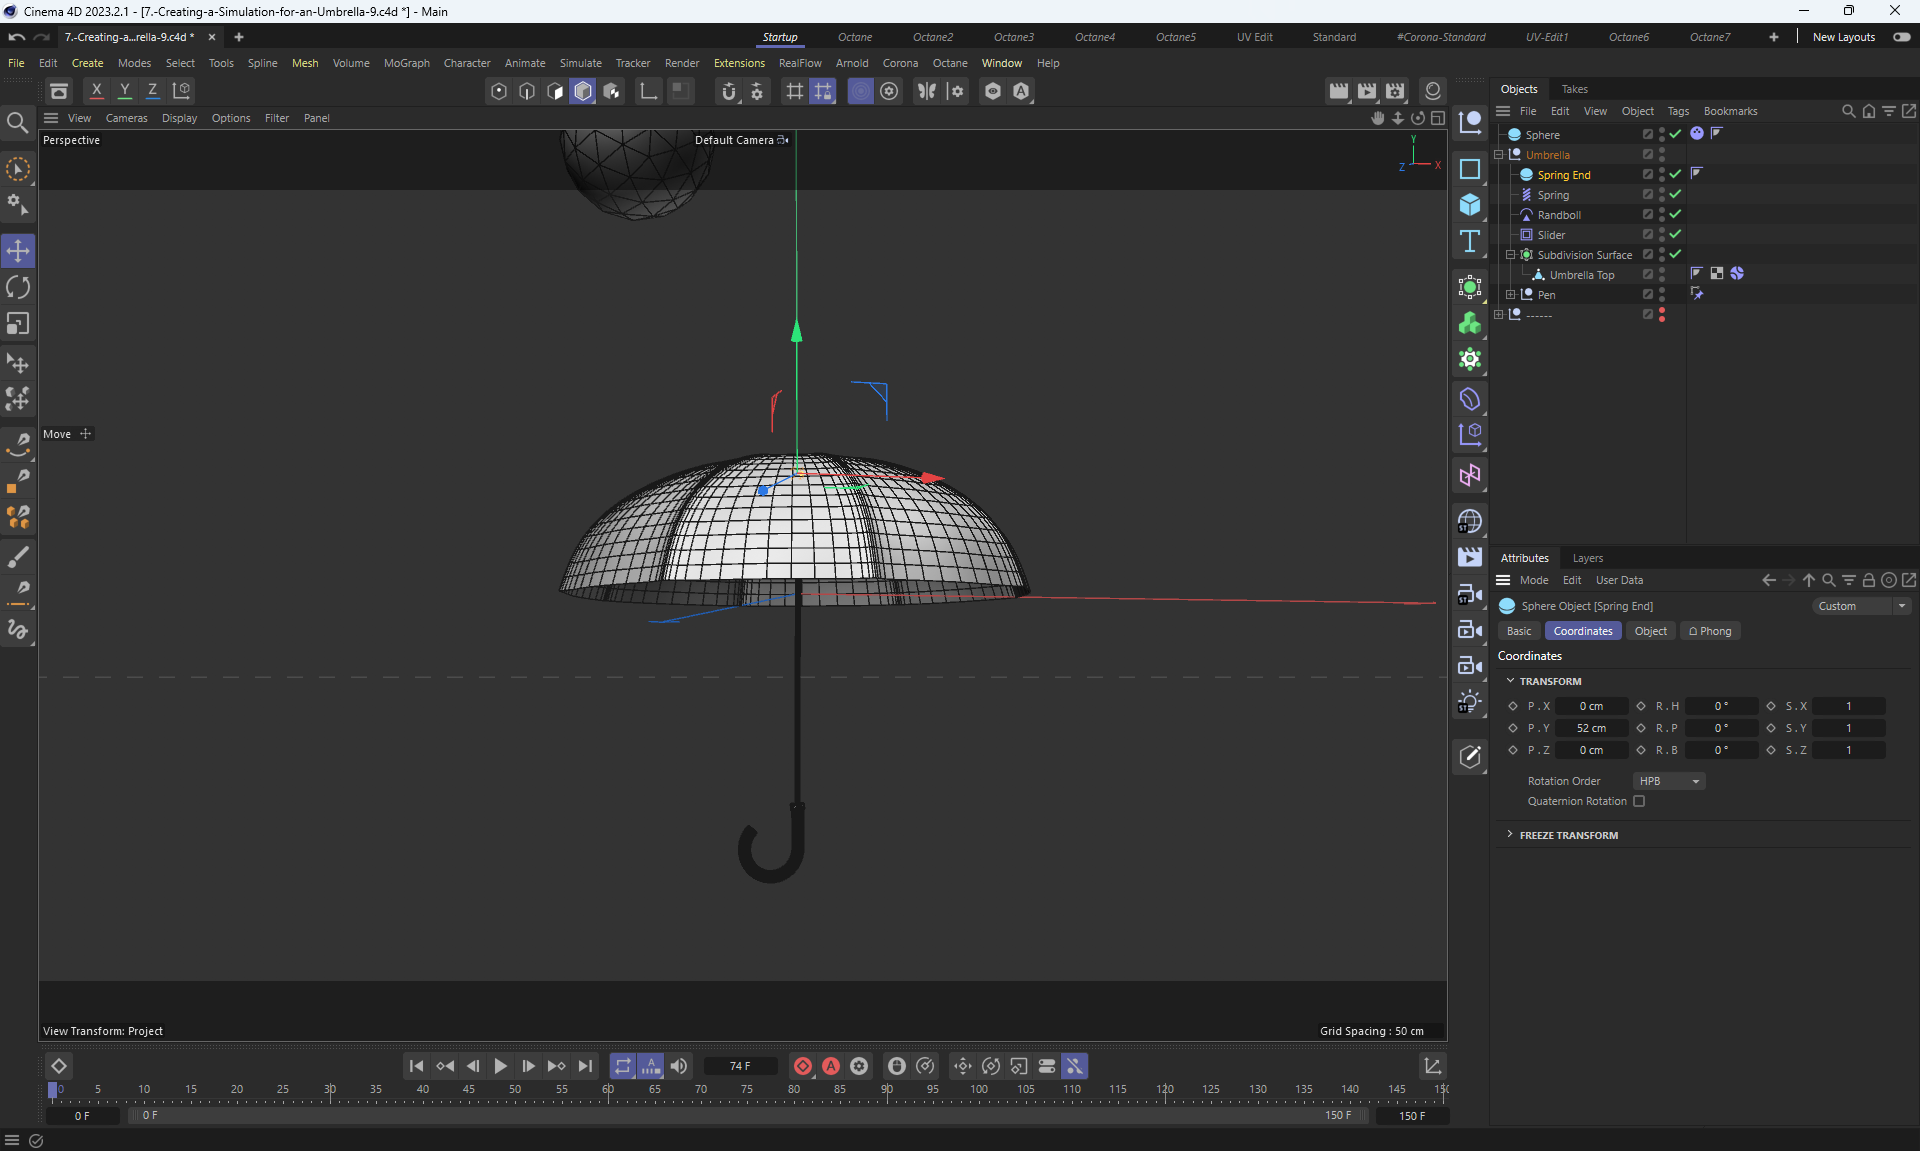 Cinema 4D 2023.2.1 - [7.-Creating-a-Simulation-for-an-Umbrella-9.c4d *] - Main
7.-Creating-a...rella-9.c4d *
Startup Octane Octane2 Octane3 Octane4 Octane5 UV Edit Standard #Corona-Standard UV-Edit1 Octane6 Octane7 New Layouts
File Edit Create Modes Select Tools Spline Mesh Volume MoGraph Character Animate Simulate Tracker Render Extensions RealFlow Arnold Corona Octane Window Help
X Y Z
Objects Takes
View Cameras Display Options Filter Panel
File Edit View Object Tags Bookmarks
Perspective
Default Camera
Y
Z X
Sphere
Umbrella
Spring End
Spring
Randboll
Slider
Subdivision Surface
Umbrella Top
Pen
------
Move
Attributes Layers
Mode Edit User Data
Sphere Object [Spring End]
Custom
Basic Coordinates Object Phong
Coordinates
TRANSFORM
P . X 0 cm R . H 0 ° S . X 1
P . Y 52 cm R . P 0 ° S . Y 1
P . Z 0 cm R . B 0 ° S . Z 1
Rotation Order HPB
Quaternion Rotation
FREEZE TRANSFORM
View Transform: Project
Grid Spacing : 50 cm
74 F
0 5 10 15 20 25 30 35 40 45 50 55 60 65 70 75 80 85 90 95 100 105 110 115 120 125 130 135 140 145
0 F 0 F 150 F 150 F